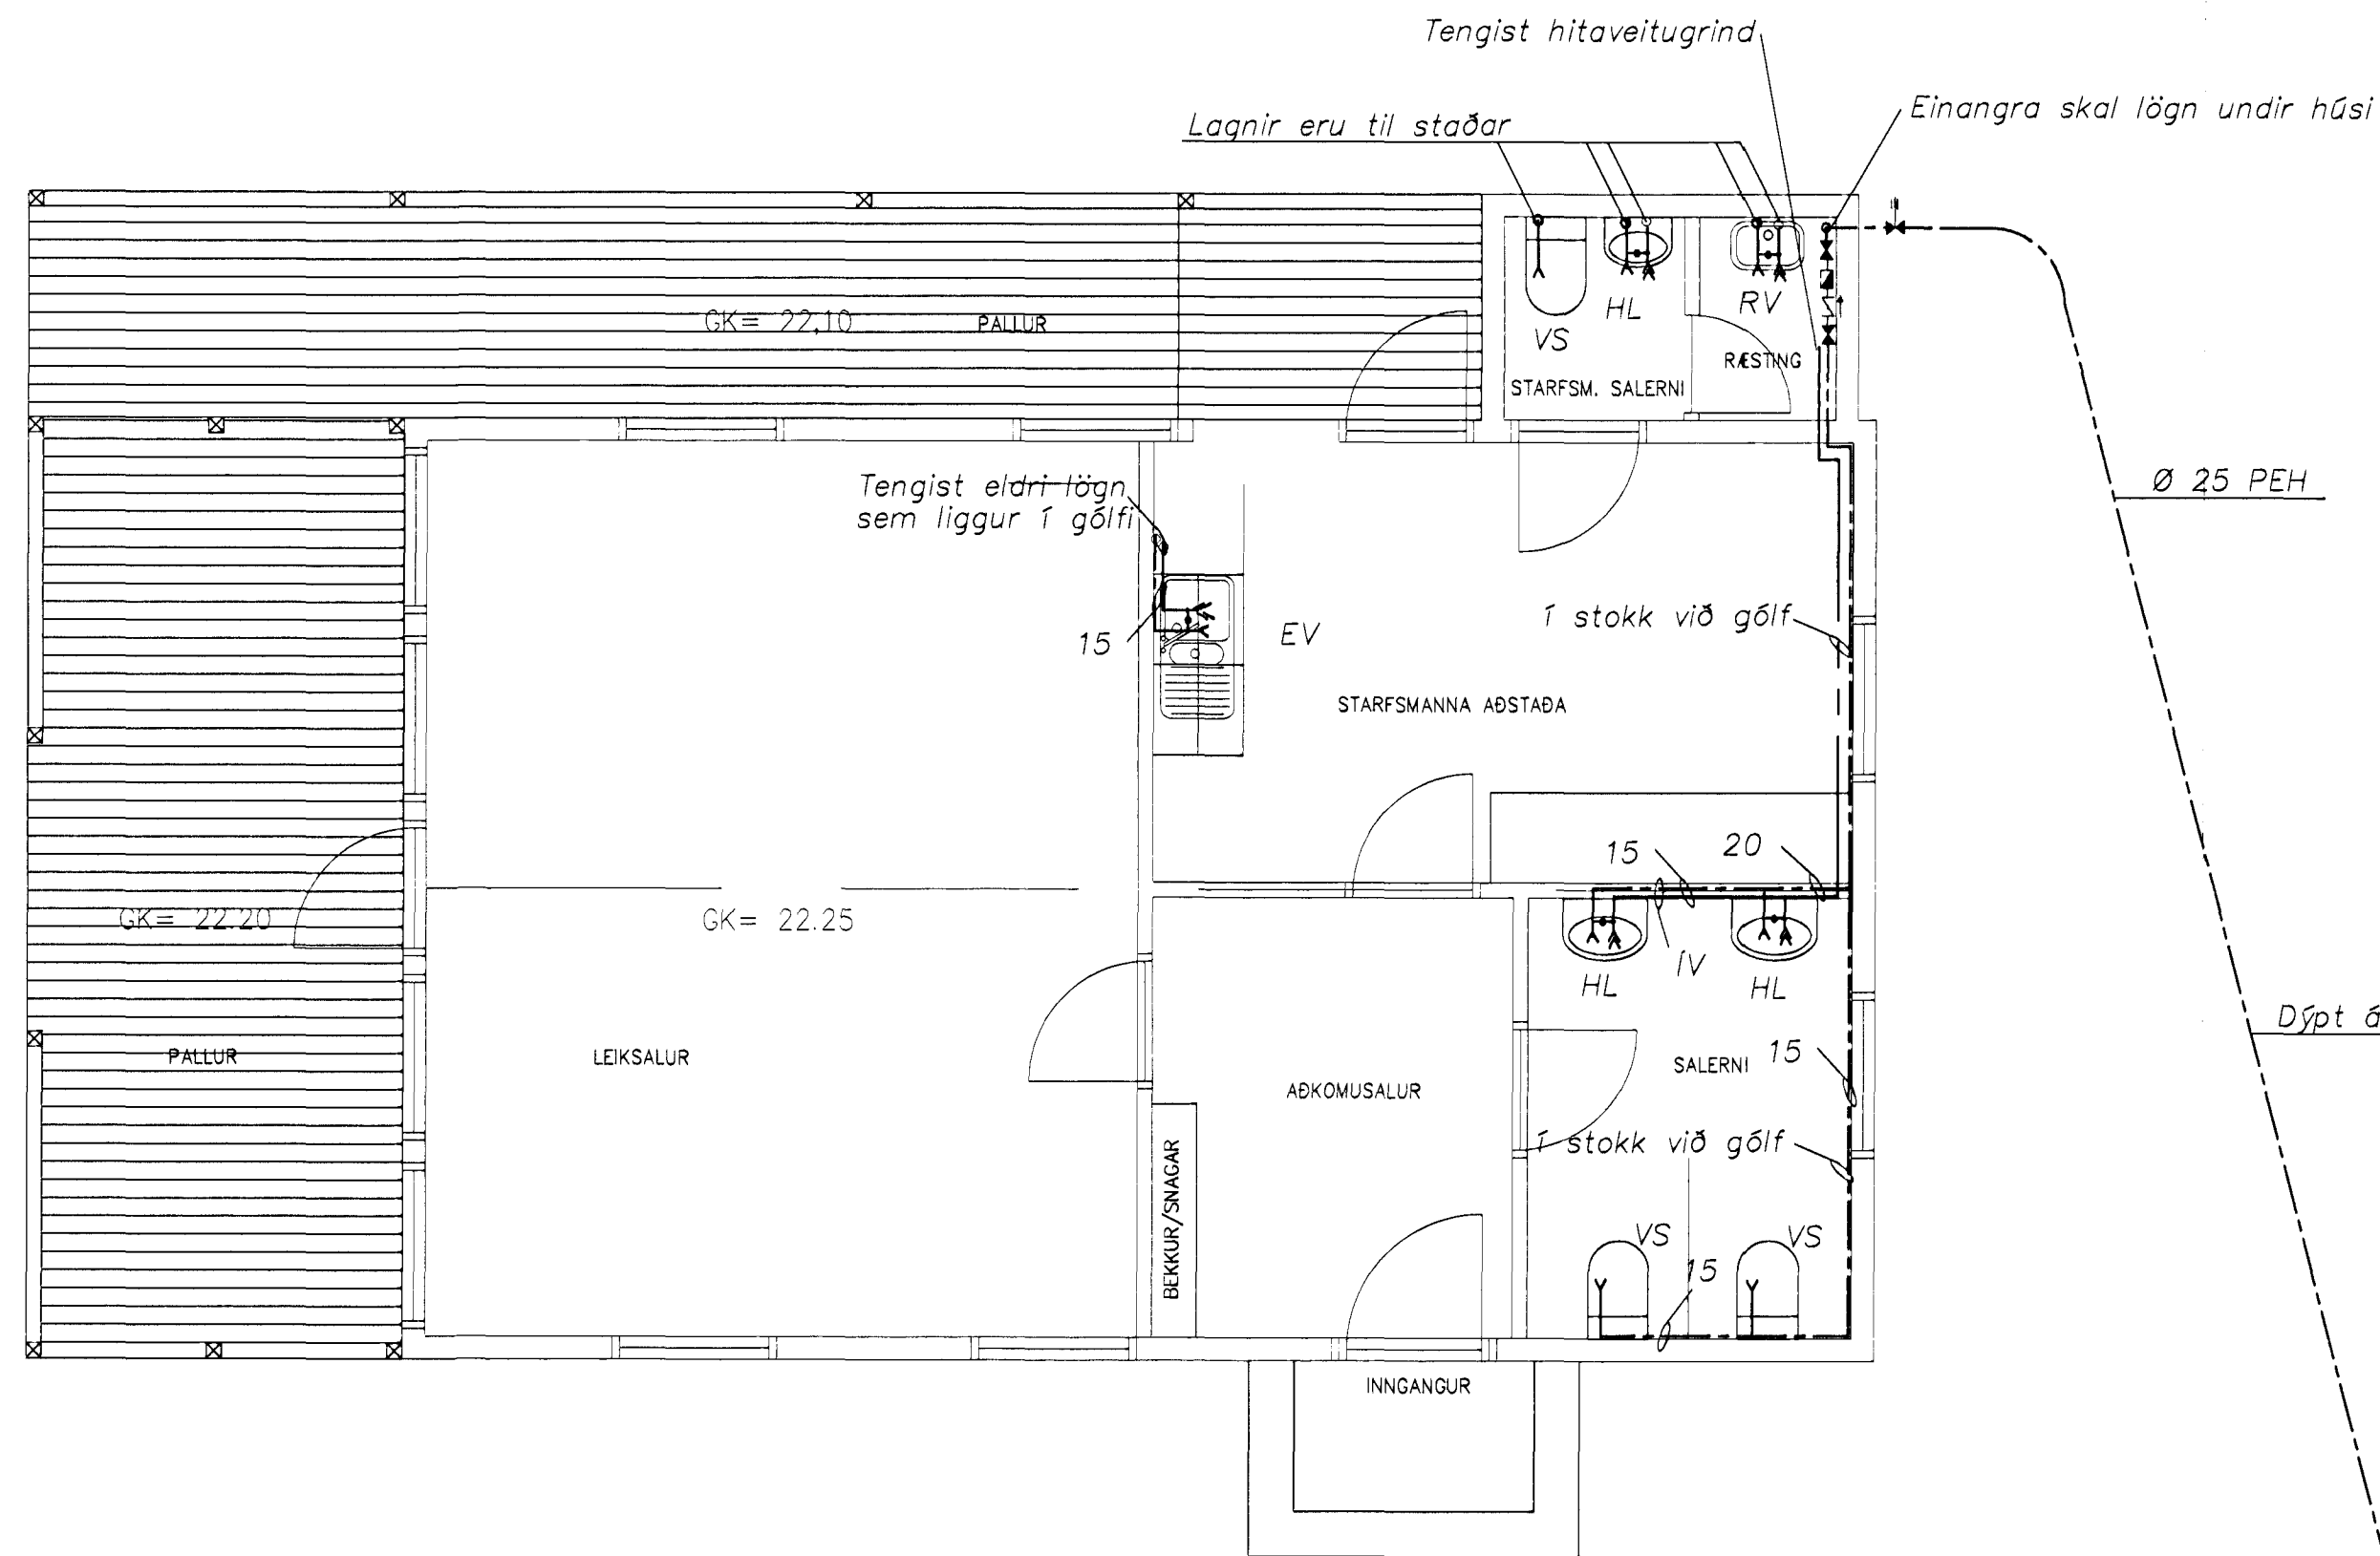 Tengist hitaveitugrind
Einangra skal lögn undir húsi
Lagnir eru til staðar
GK= 22.10
PALLUR
VS
HL
RV
STARFSM. SALERNI
RÆSTING
Tengist eldri lögn
sem liggur í gólfi
Ø 25 PEH
15
EV
í stokk við gólf
STARFSMANNA AÐSTAÐA
15
20
GK= 22.20
GK= 22.25
HL
ÍV
HL
Dýpt á
PALLUR
LEIKSALUR
AÐKOMUSALUR
SALERNI
15
í stokk við gólf
BEKKUR/SNAGAR
VS
VS
15
INNGANGUR